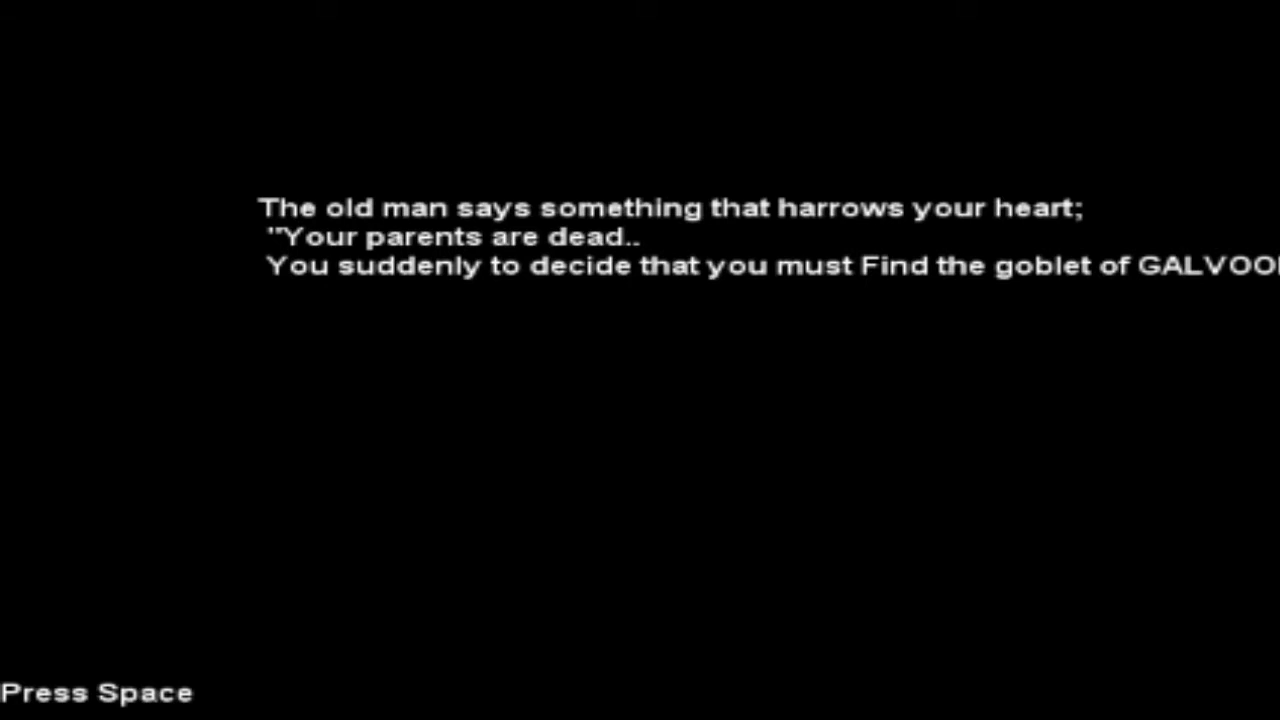 The old man says something that harrows your heart;
"Your parents are dead..
You suddenly to decide that you must Find the goblet of
Press Space